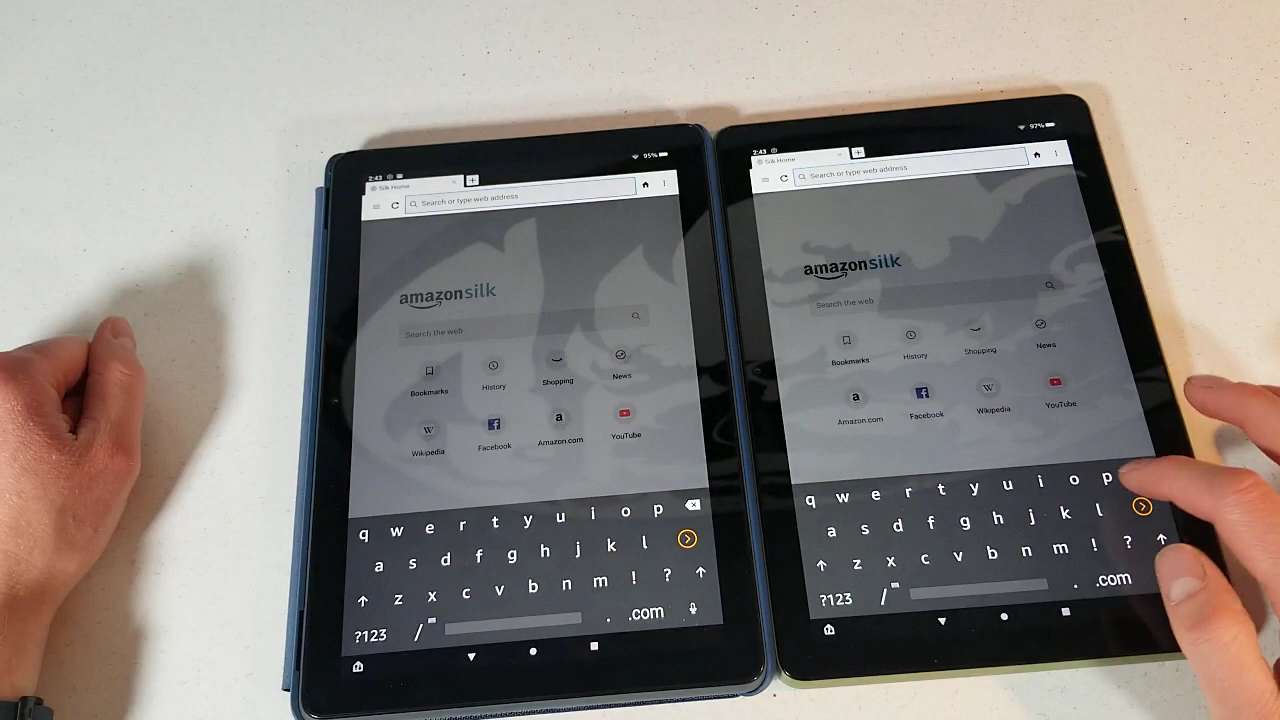 2:43
95%
Silk Home
Search or type web address
amazonsilk
Search the web
Bookmarks History Shopping News
Wikipedia Facebook Amazon.com YouTube
q w e r t y u i o p
a s d f g h j k l
z x c v b n m ! ?
?123 / . .com
2:43
97%
Silk Home
Search or type web address
amazonsilk
Search the web
Bookmarks History Shopping News
Amazon.com Facebook Wikipedia YouTube
q w e r t y u i o p
a s d f g h j k l
z x c v b n m ! ?
?123 / . .com